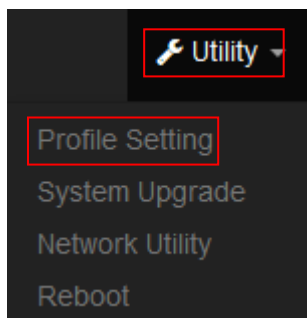 Utility
Profile Setting
System Upgrade
Network Utility
Reboot